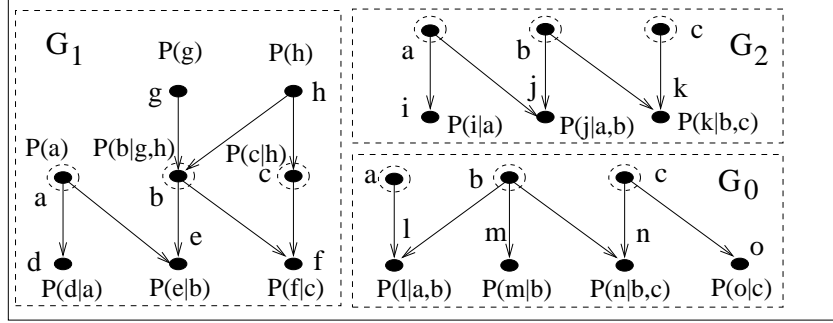 G1
P(g) P(h)
g h
P(a) P(b|g,h) P(c|h)
a b c
e
d f
P(d|a) P(e|b) P(f|c)
a b c
G2
j k
i P(i|a) P(j|a,b) P(k|b,c)
a b c
G0
l m n o
P(l|a,b) P(m|b) P(n|b,c) P(o|c)